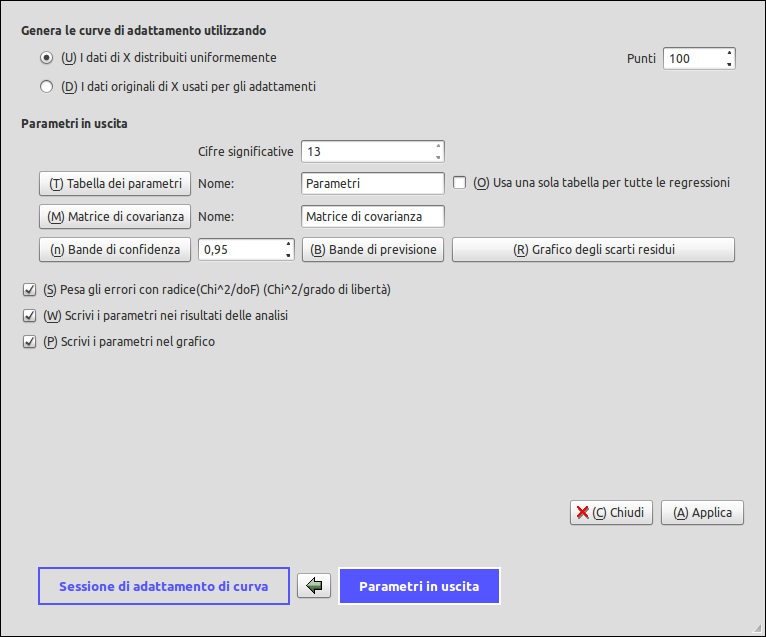 Genera le curve di adattamento utilizzando
(U) I dati di X distribuiti uniformemente
Punti 100
(D) I dati originali di X usati per gli adattamenti
Parametri in uscita
Cifre significative 13
(T) Tabella dei parametri Nome: Parametri (O) Usa una sola tabella per tutte le regressioni
(M) Matrice di covarianza Nome: Matrice di covarianza
(n) Bande di confidenza 0,95 (B) Bande di previsione (R) Grafico degli scarti residui
(S) Pesa gli errori con radice(Chi^2/doF) (Chi^2/grado di libertà)
(W) Scrivi i parametri nei risultati delle analisi
(P) Scrivi i parametri nel grafico
(C) Chiudi (A) Applica
Sessione di adattamento di curva Parametri in uscita